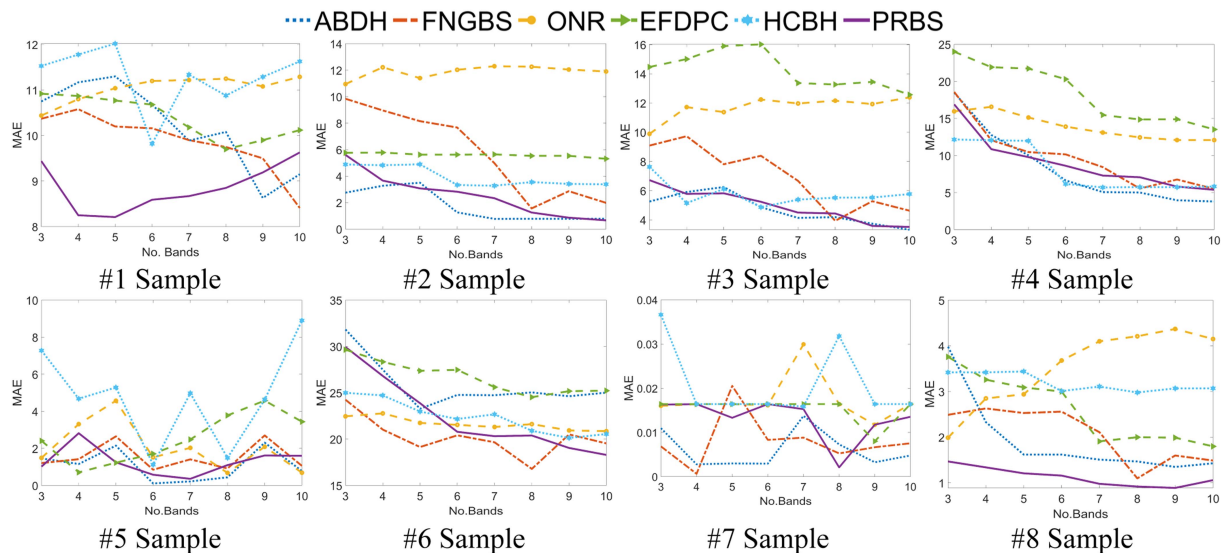 ABDH FNGBS ONR EFDPC HCBH PRBS
12
11
10
9
8
MAE
3 4 5 6 7 8 9 10
No. Bands
#1 Sample
14
12
10
8
6
4
2
0
MAE
3 4 5 6 7 8 9 10
No.Bands
#2 Sample
16
14
12
10
8
6
4
MAE
3 4 5 6 7 8 9 10
No.Bands
#3 Sample
25
20
15
10
5
0
MAE
3 4 5 6 7 8 9 10
No.Bands
#4 Sample
10
8
6
4
2
0
MAE
3 4 5 6 7 8 9 10
No.Bands
#5 Sample
35
30
25
20
15
MAE
3 4 5 6 7 8 9 10
No.Bands
#6 Sample
0.04
0.03
0.02
0.01
0
MAE
3 4 5 6 7 8 9 10
No.Bands
#7 Sample
5
4
3
2
1
MAE
3 4 5 6 7 8 9 10
No.Bands
#8 Sample